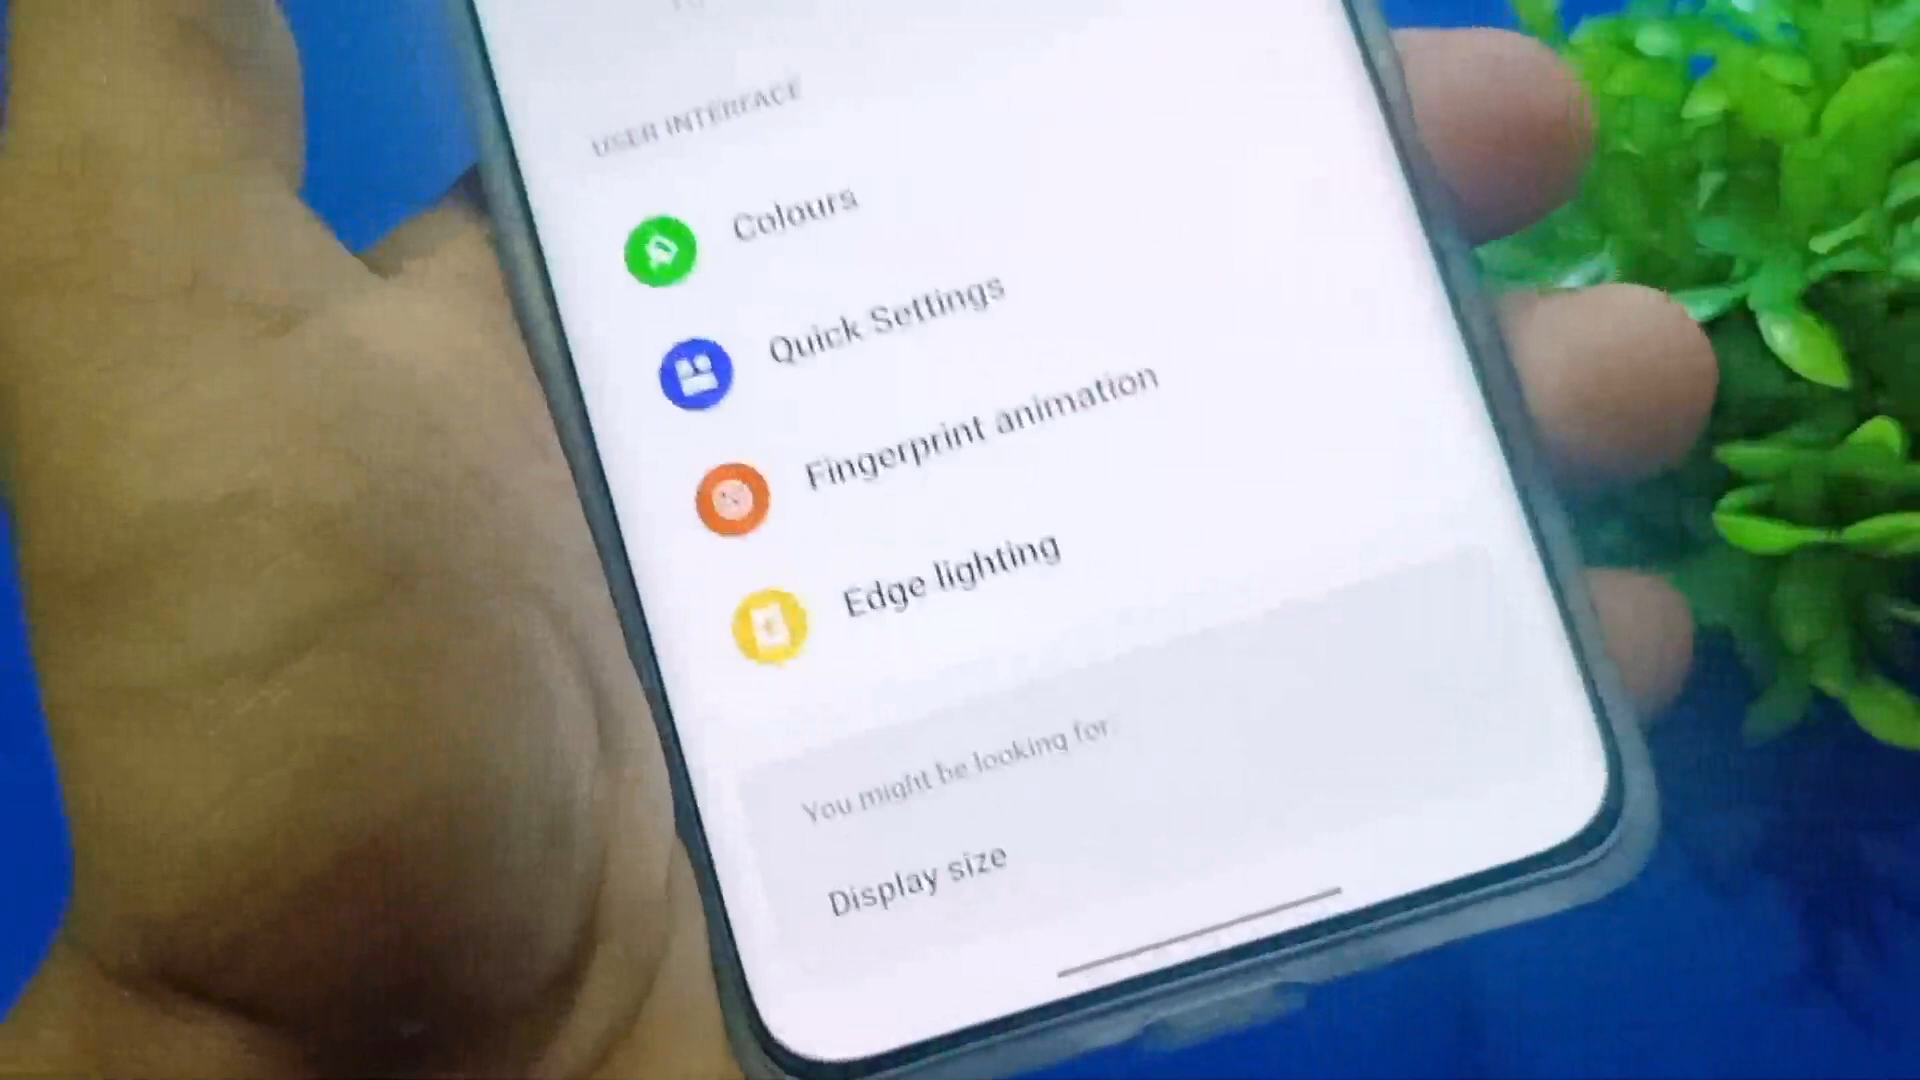 USER INTERFACE
Colours
Quick Settings
Fingerprint animation
Edge lighting
You might be looking for:
Display size